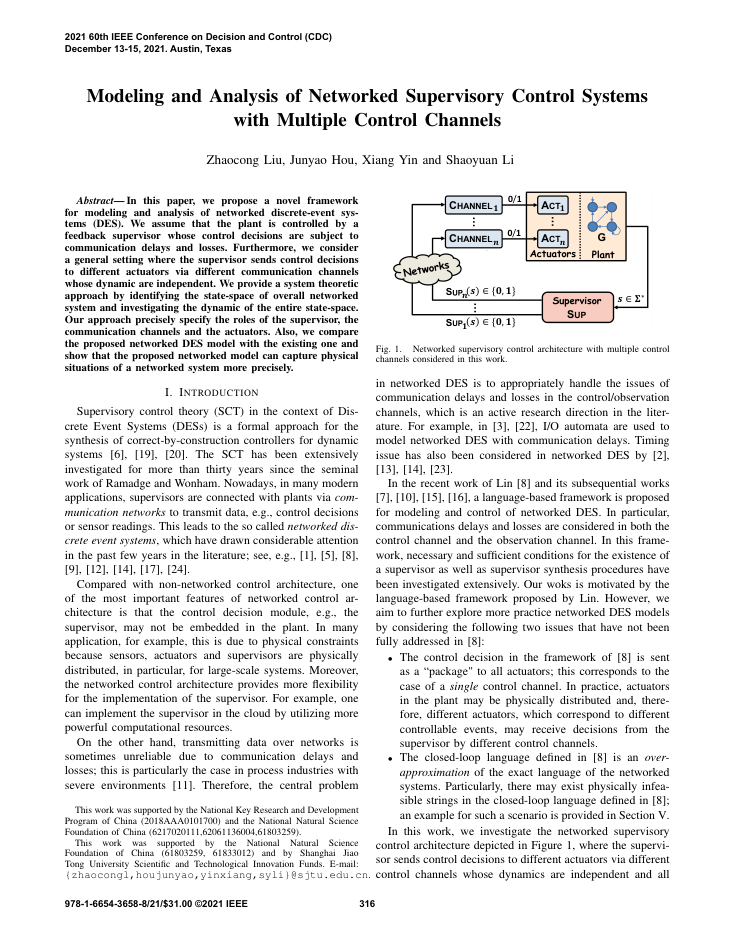 2021 60th IEEE Conference on Decision and Control (CDC)
December 13-15, 2021. Austin, Texas
Modeling and Analysis of Networked Supervisory Control Systems
with Multiple Control Channels
Zhaocong Liu, Junyao Hou, Xiang Yin and Shaoyuan Li
Abstract— In this paper, we propose a novel framework
for modeling and analysis of networked discrete-event sys-
tems (DES). We assume that the plant is controlled by a
feedback supervisor whose control decisions are subject to
communication delays and losses. Furthermore, we consider
a general setting where the supervisor sends control decisions
to different actuators via different communication channels
whose dynamic are independent. We provide a system theoretic
approach by identifying the state-space of overall networked
system and investigating the dynamic of the entire state-space.
Our approach precisely specify the roles of the supervisor, the
communication channels and the actuators. Also, we compare
the proposed networked DES model with the existing one and
show that the proposed networked model can capture physical
situations of a networked system more precisely.
I. INTRODUCTION
Supervisory control theory (SCT) in the context of Dis-
crete Event Systems (DESs) is a formal approach for the
synthesis of correct-by-construction controllers for dynamic
systems [6], [19], [20]. The SCT has been extensively
investigated for more than thirty years since the seminal
work of Ramadge and Wonham. Nowadays, in many modern
applications, supervisors are connected with plants via com-
munication networks to transmit data, e.g., control decisions
or sensor readings. This leads to the so called networked dis-
crete event systems, which have drawn considerable attention
in the past few years in the literature; see, e.g., [1], [5], [8],
[9], [12], [14], [17], [24].
Compared with non-networked control architecture, one
of the most important features of networked control ar-
chitecture is that the control decision module, e.g., the
supervisor, may not be embedded in the plant. In many
application, for example, this is due to physical constraints
because sensors, actuators and supervisors are physically
distributed, in particular, for large-scale systems. Moreover,
the networked control architecture provides more flexibility
for the implementation of the supervisor. For example, one
can implement the supervisor in the cloud by utilizing more
powerful computational resources.
On the other hand, transmitting data over networks is
sometimes unreliable due to communication delays and
losses; this is particularly the case in process industries with
severe environments [11]. Therefore, the central problem
This work was supported by the National Key Research and Development
Program of China (2018AAA0101700) and the National Natural Science
Foundation of China (6217020111,62061136004,61803259).
This work was supported by the National Natural Science
Foundation of China (61803259, 61833012) and by Shanghai Jiao
Tong University Scientific and Technological Innovation Funds. E-mail:
{zhaocongl,houjunyao,yinxiang,syli}@sjtu.edu.cn.
CHANNEL1 0/1 ACT1
⋮ ⋮
CHANNELn 0/1 ACTn G
Actuators Plant
Networks
SUPn(s) ∈ {0, 1}
⋮
SUP1(s) ∈ {0, 1}
Supervisor
SUP
s ∈ Σ*
Fig. 1. Networked supervisory control architecture with multiple control
channels considered in this work.
in networked DES is to appropriately handle the issues of
communication delays and losses in the control/observation
channels, which is an active research direction in the liter-
ature. For example, in [3], [22], I/O automata are used to
model networked DES with communication delays. Timing
issue has also been considered in networked DES by [2],
[13], [14], [23].
In the recent work of Lin [8] and its subsequential works
[7], [10], [15], [16], a language-based framework is proposed
for modeling and control of networked DES. In particular,
communications delays and losses are considered in both the
control channel and the observation channel. In this frame-
work, necessary and sufficient conditions for the existence of
a supervisor as well as supervisor synthesis procedures have
been investigated extensively. Our woks is motivated by the
language-based framework proposed by Lin. However, we
aim to further explore more practice networked DES models
by considering the following two issues that have not been
fully addressed in [8]:
• The control decision in the framework of [8] is sent
as a “package” to all actuators; this corresponds to the
case of a single control channel. In practice, actuators
in the plant may be physically distributed and, there-
fore, different actuators, which correspond to different
controllable events, may receive decisions from the
supervisor by different control channels.
• The closed-loop language defined in [8] is an over-
approximation of the exact language of the networked
systems. Particularly, there may exist physically infea-
sible strings in the closed-loop language defined in [8];
an example for such a scenario is provided in Section V.
In this work, we investigate the networked supervisory
control architecture depicted in Figure 1, where the supervi-
sor sends control decisions to different actuators via different
control channels whose dynamics are independent and all
978-1-6654-3658-8/21/$31.00 ©2021 IEEE
316